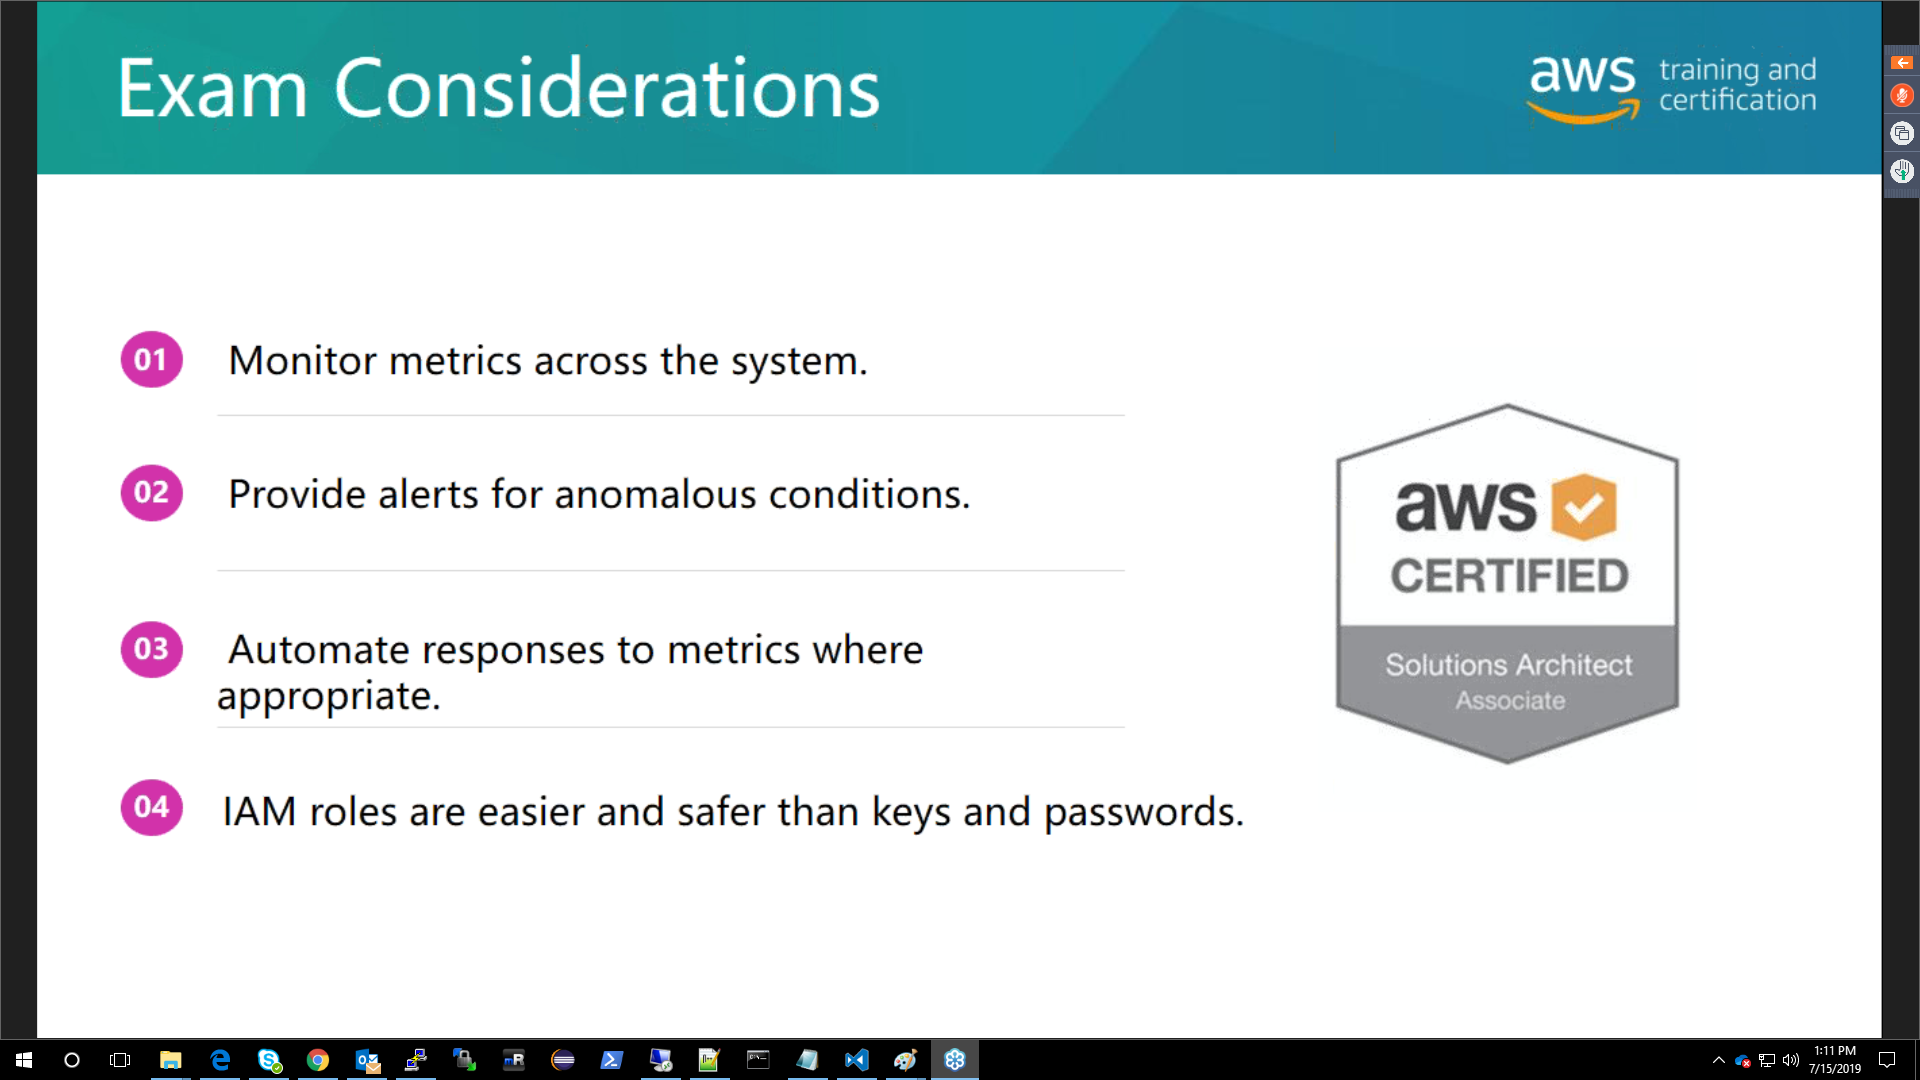 Exam Considerations
aws training and certification
01 Monitor metrics across the system.
02 Provide alerts for anomalous conditions.
03 Automate responses to metrics where
appropriate.
04 IAM roles are easier and safer than keys and passwords.
aws
CERTIFIED
Solutions Architect
Associate
1:11 PM
7/15/2019